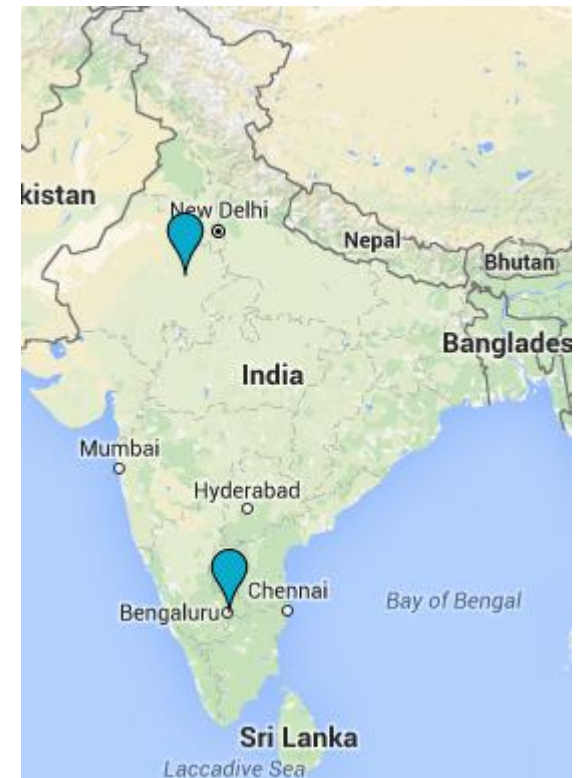 kistan
New Delhi
Nepal
Bhutan
Banglades
India
Mumbai
Hyderabad
Chennai
Bengaluru
Bay of Bengal
Sri Lanka
Laccadive Sea